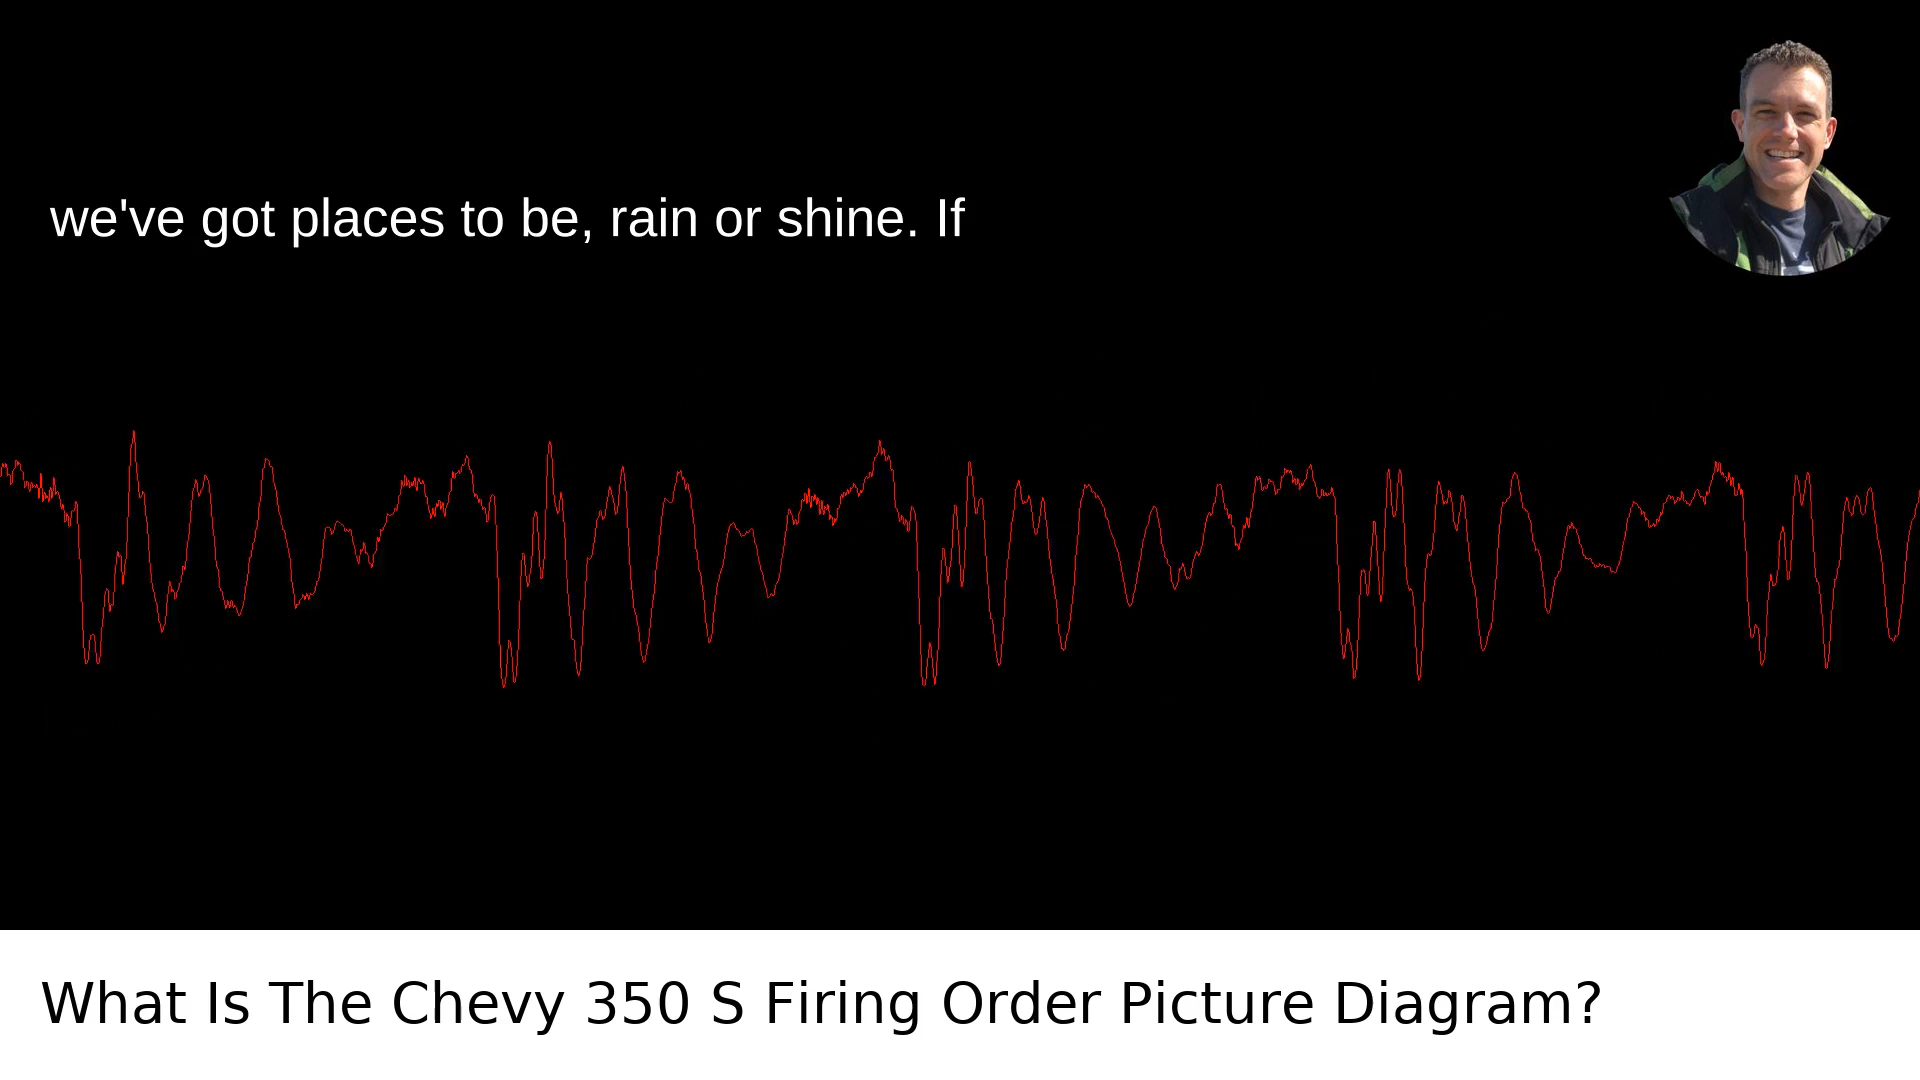 we've got places to be, rain or shine. If
What Is The Chevy 350 S Firing Order Picture Diagram?